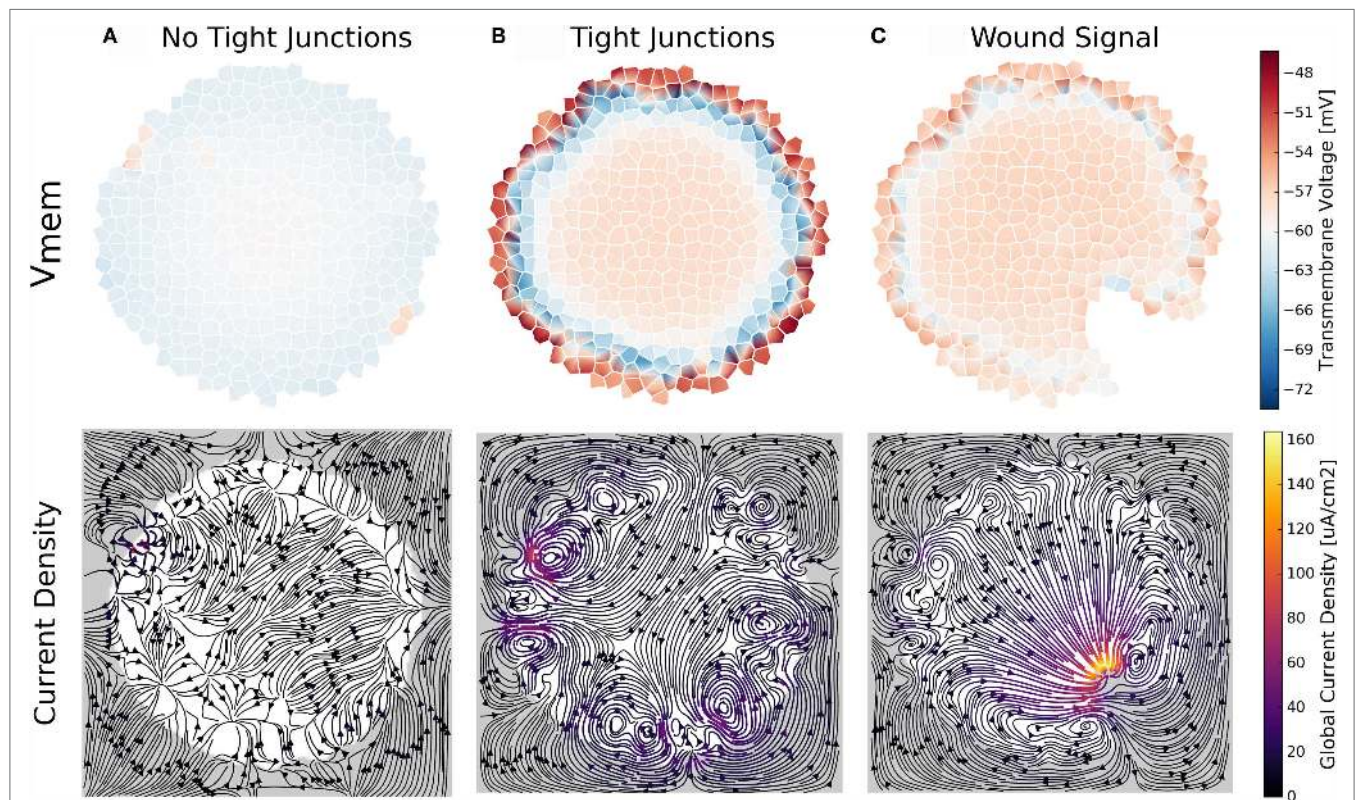 A No Tight Junctions
B Tight Junctions
C Wound Signal
Vmem
−48
−51
−54
−57
−60
−63
−66
−69
−72
Transmembrane Voltage [mV]
Current Density
160
140
120
100
80
60
40
20
0
Global Current Density [uA/cm2]